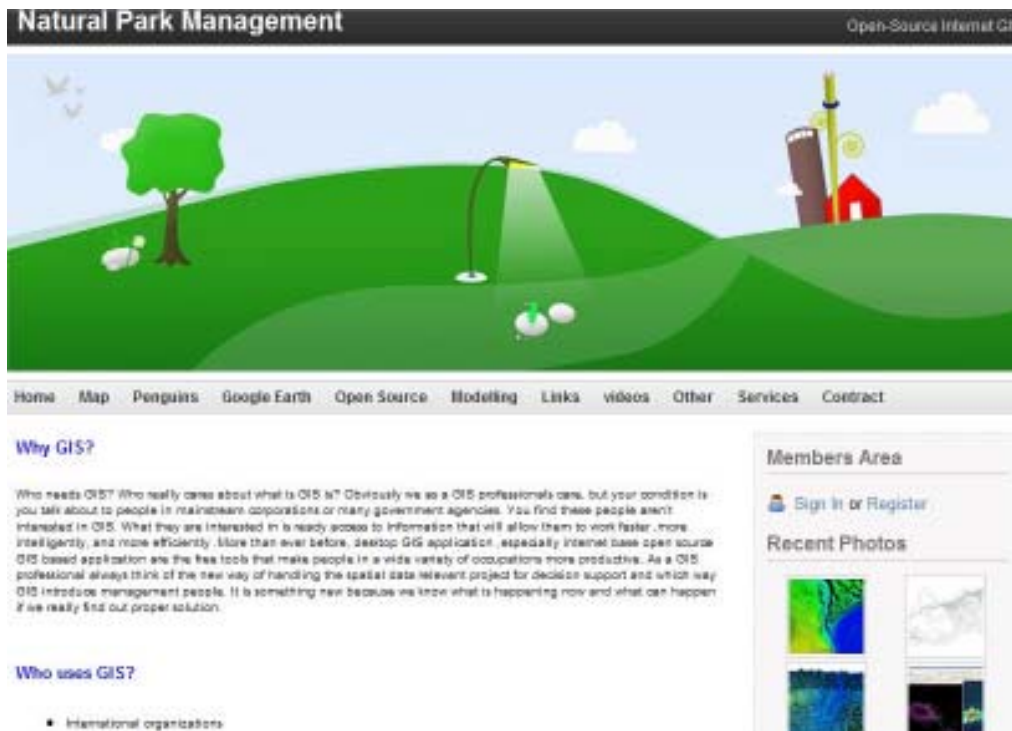 Natural Park Management
Open-Source Internet GI
Home Map Penguins Google Earth Open Source Modelling Links videos Other Services Contract
Why GIS?
Who needs GIS? Who really cares about what is GIS is? Obviously we as a GIS professionals care, but your condition is
you talk about to people in mainstream corporations or many government agencies. You find these people aren't
interested in GIS. What they are interested in is ready access to information that will allow them to work faster ,more
intelligently, and more efficiently .More than ever before, desktop GIS application ,especially internet base open source
GIS based application are the free tools that make people in a wide variety of occupations more productive. As a GIS
professional always think of the new way of handling the spatial data relevant project for decision support and which way
GIS introduce management people. It is something new because we know what is happening now and what can happen
if we really find out proper solution.
Who uses GIS?
International organizations
Members Area
Sign In or Register
Recent Photos